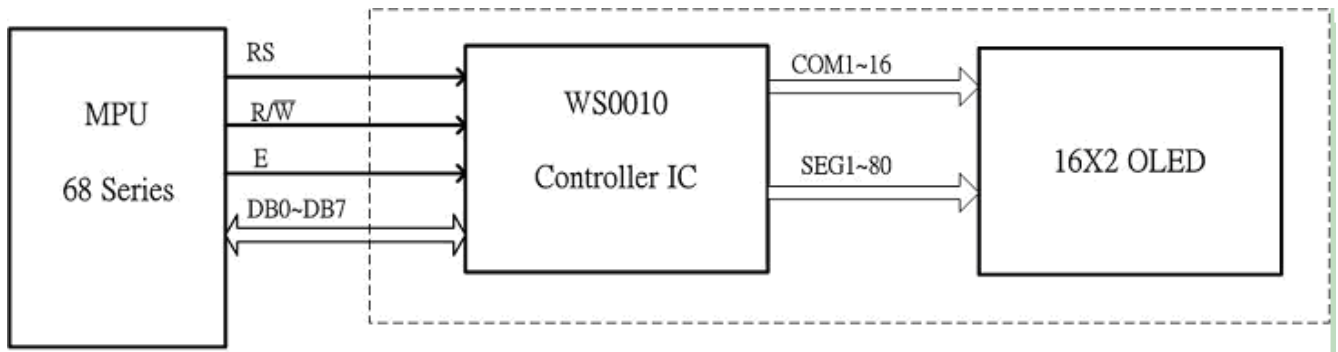 MPU
68 Series
RS
R/W̅
E
DB0~DB7
WS0010
Controller IC
COM1~16
SEG1~80
16X2 OLED